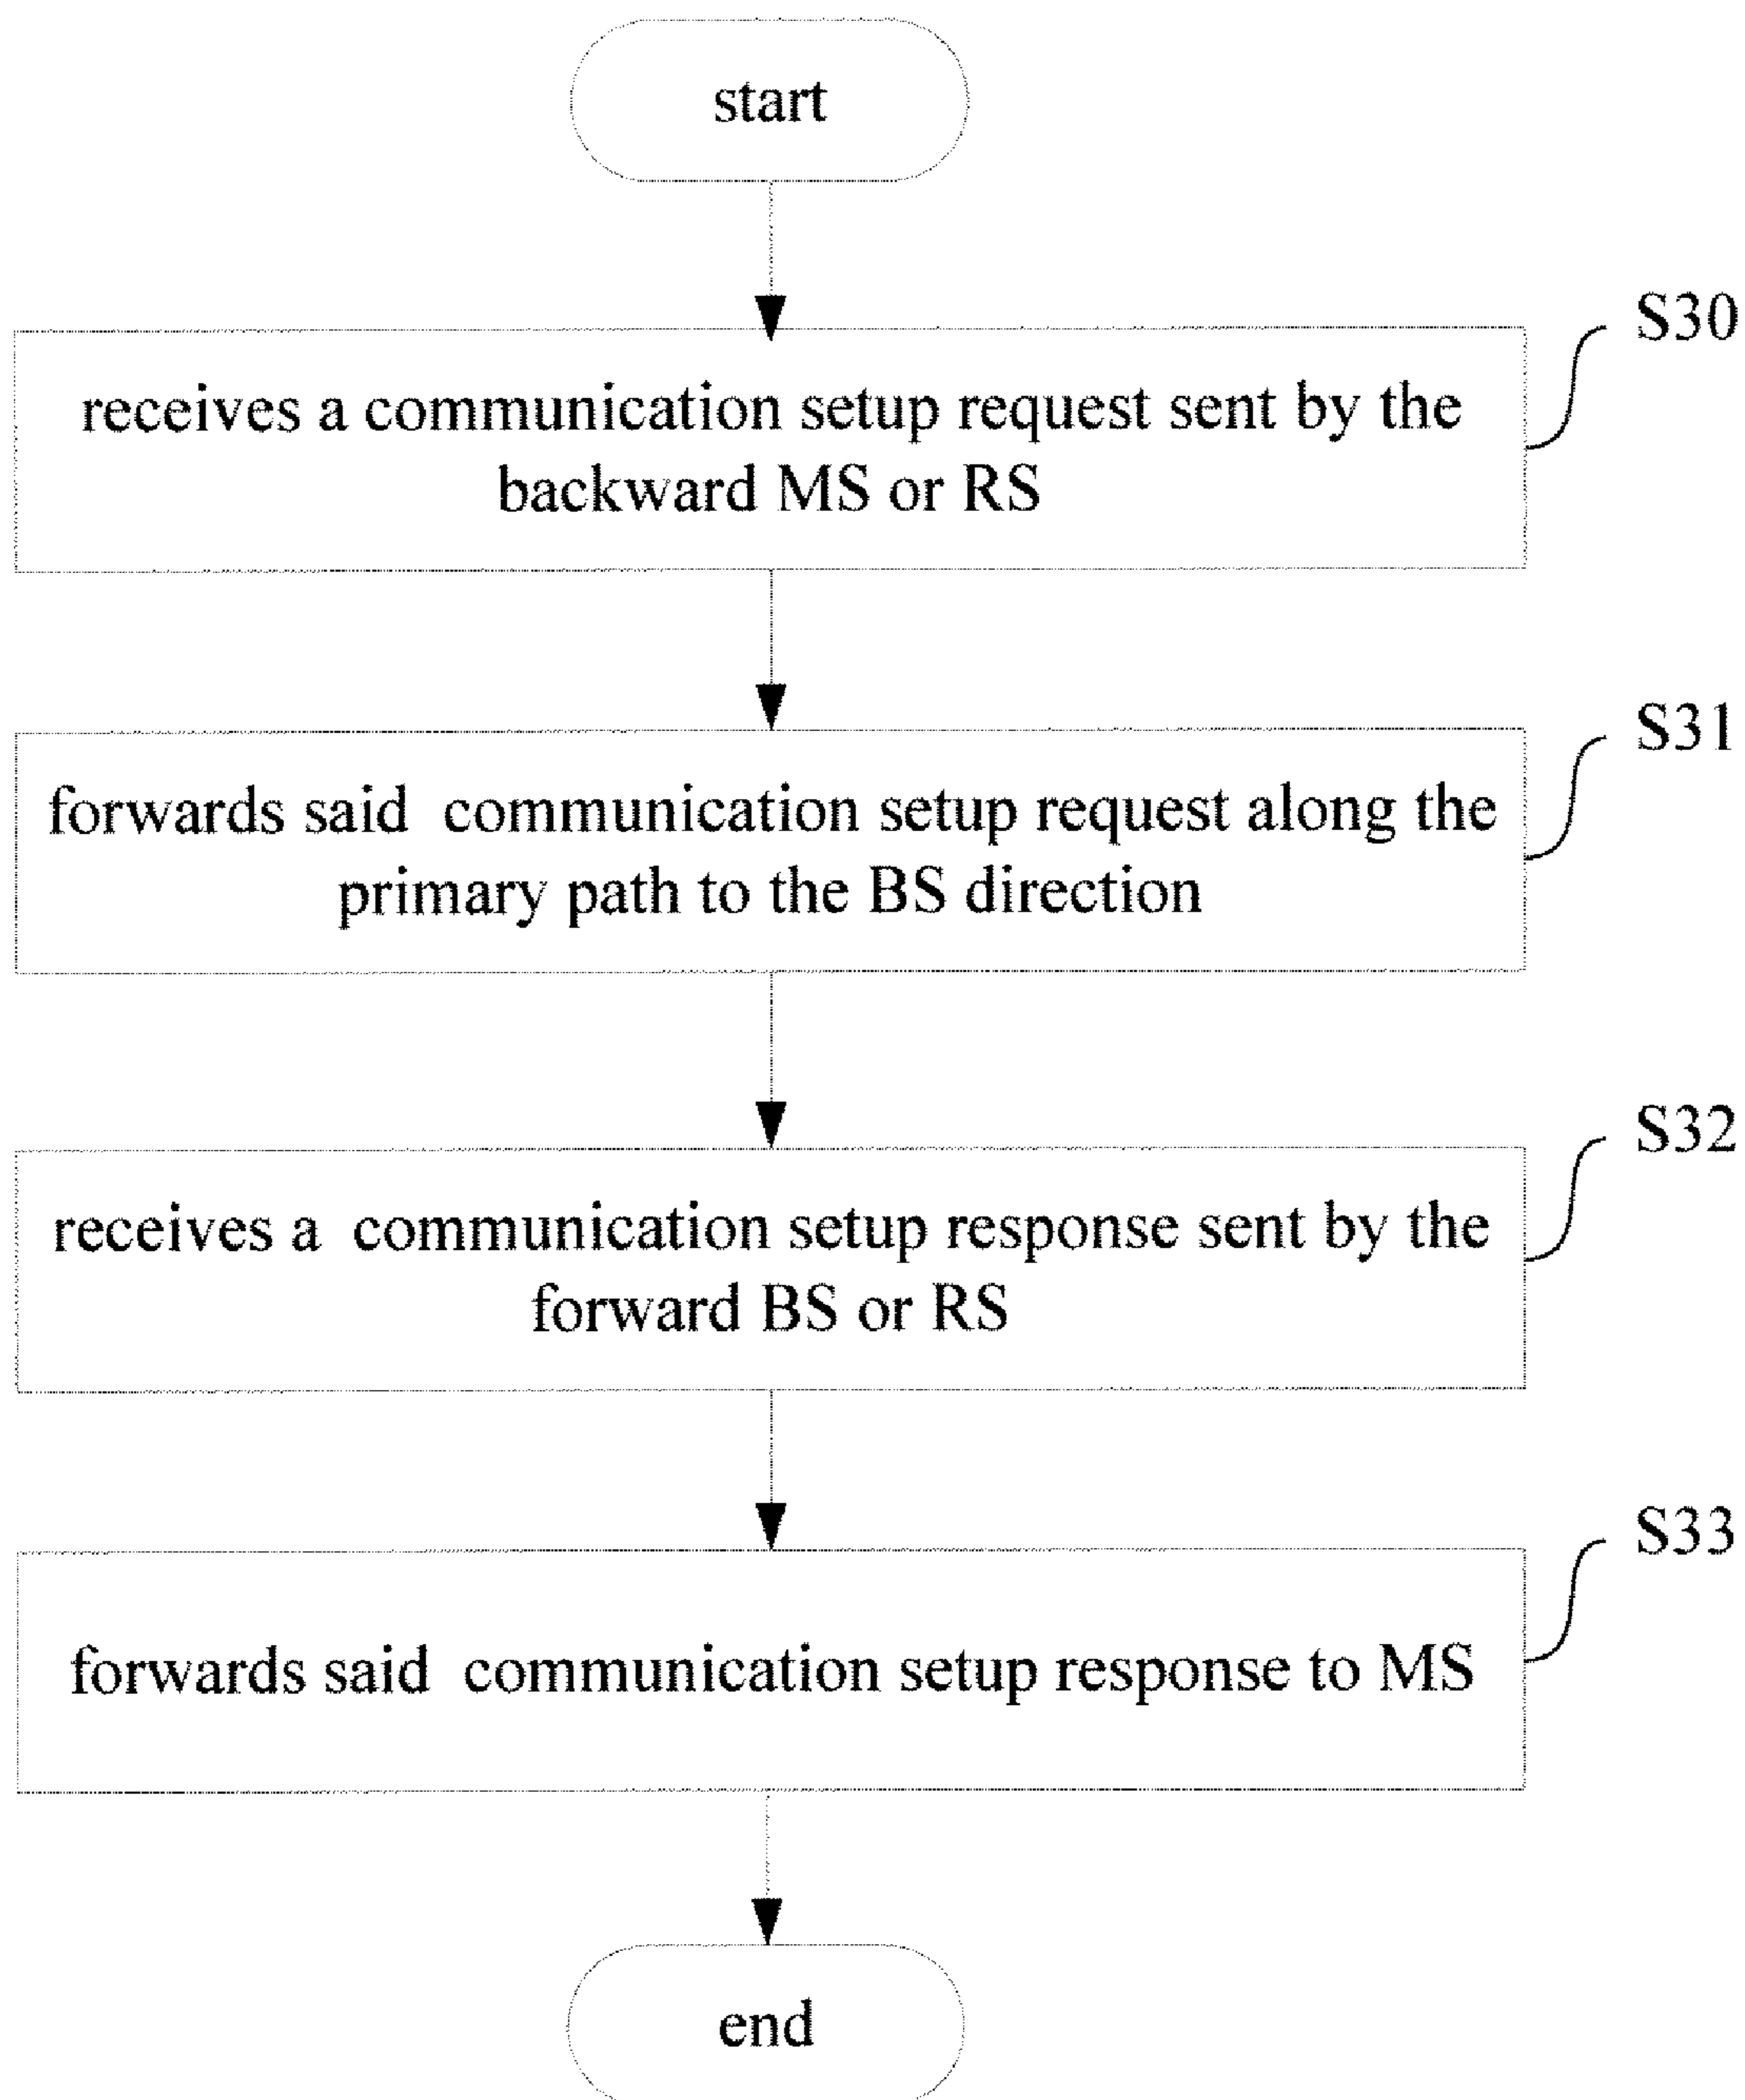 start
S30
receives a communication setup request sent by the
backward MS or RS
S31
forwards said communication setup request along the
primary path to the BS direction
S32
receives a communication setup response sent by the
forward BS or RS
S33
forwards said communication setup response to MS
end